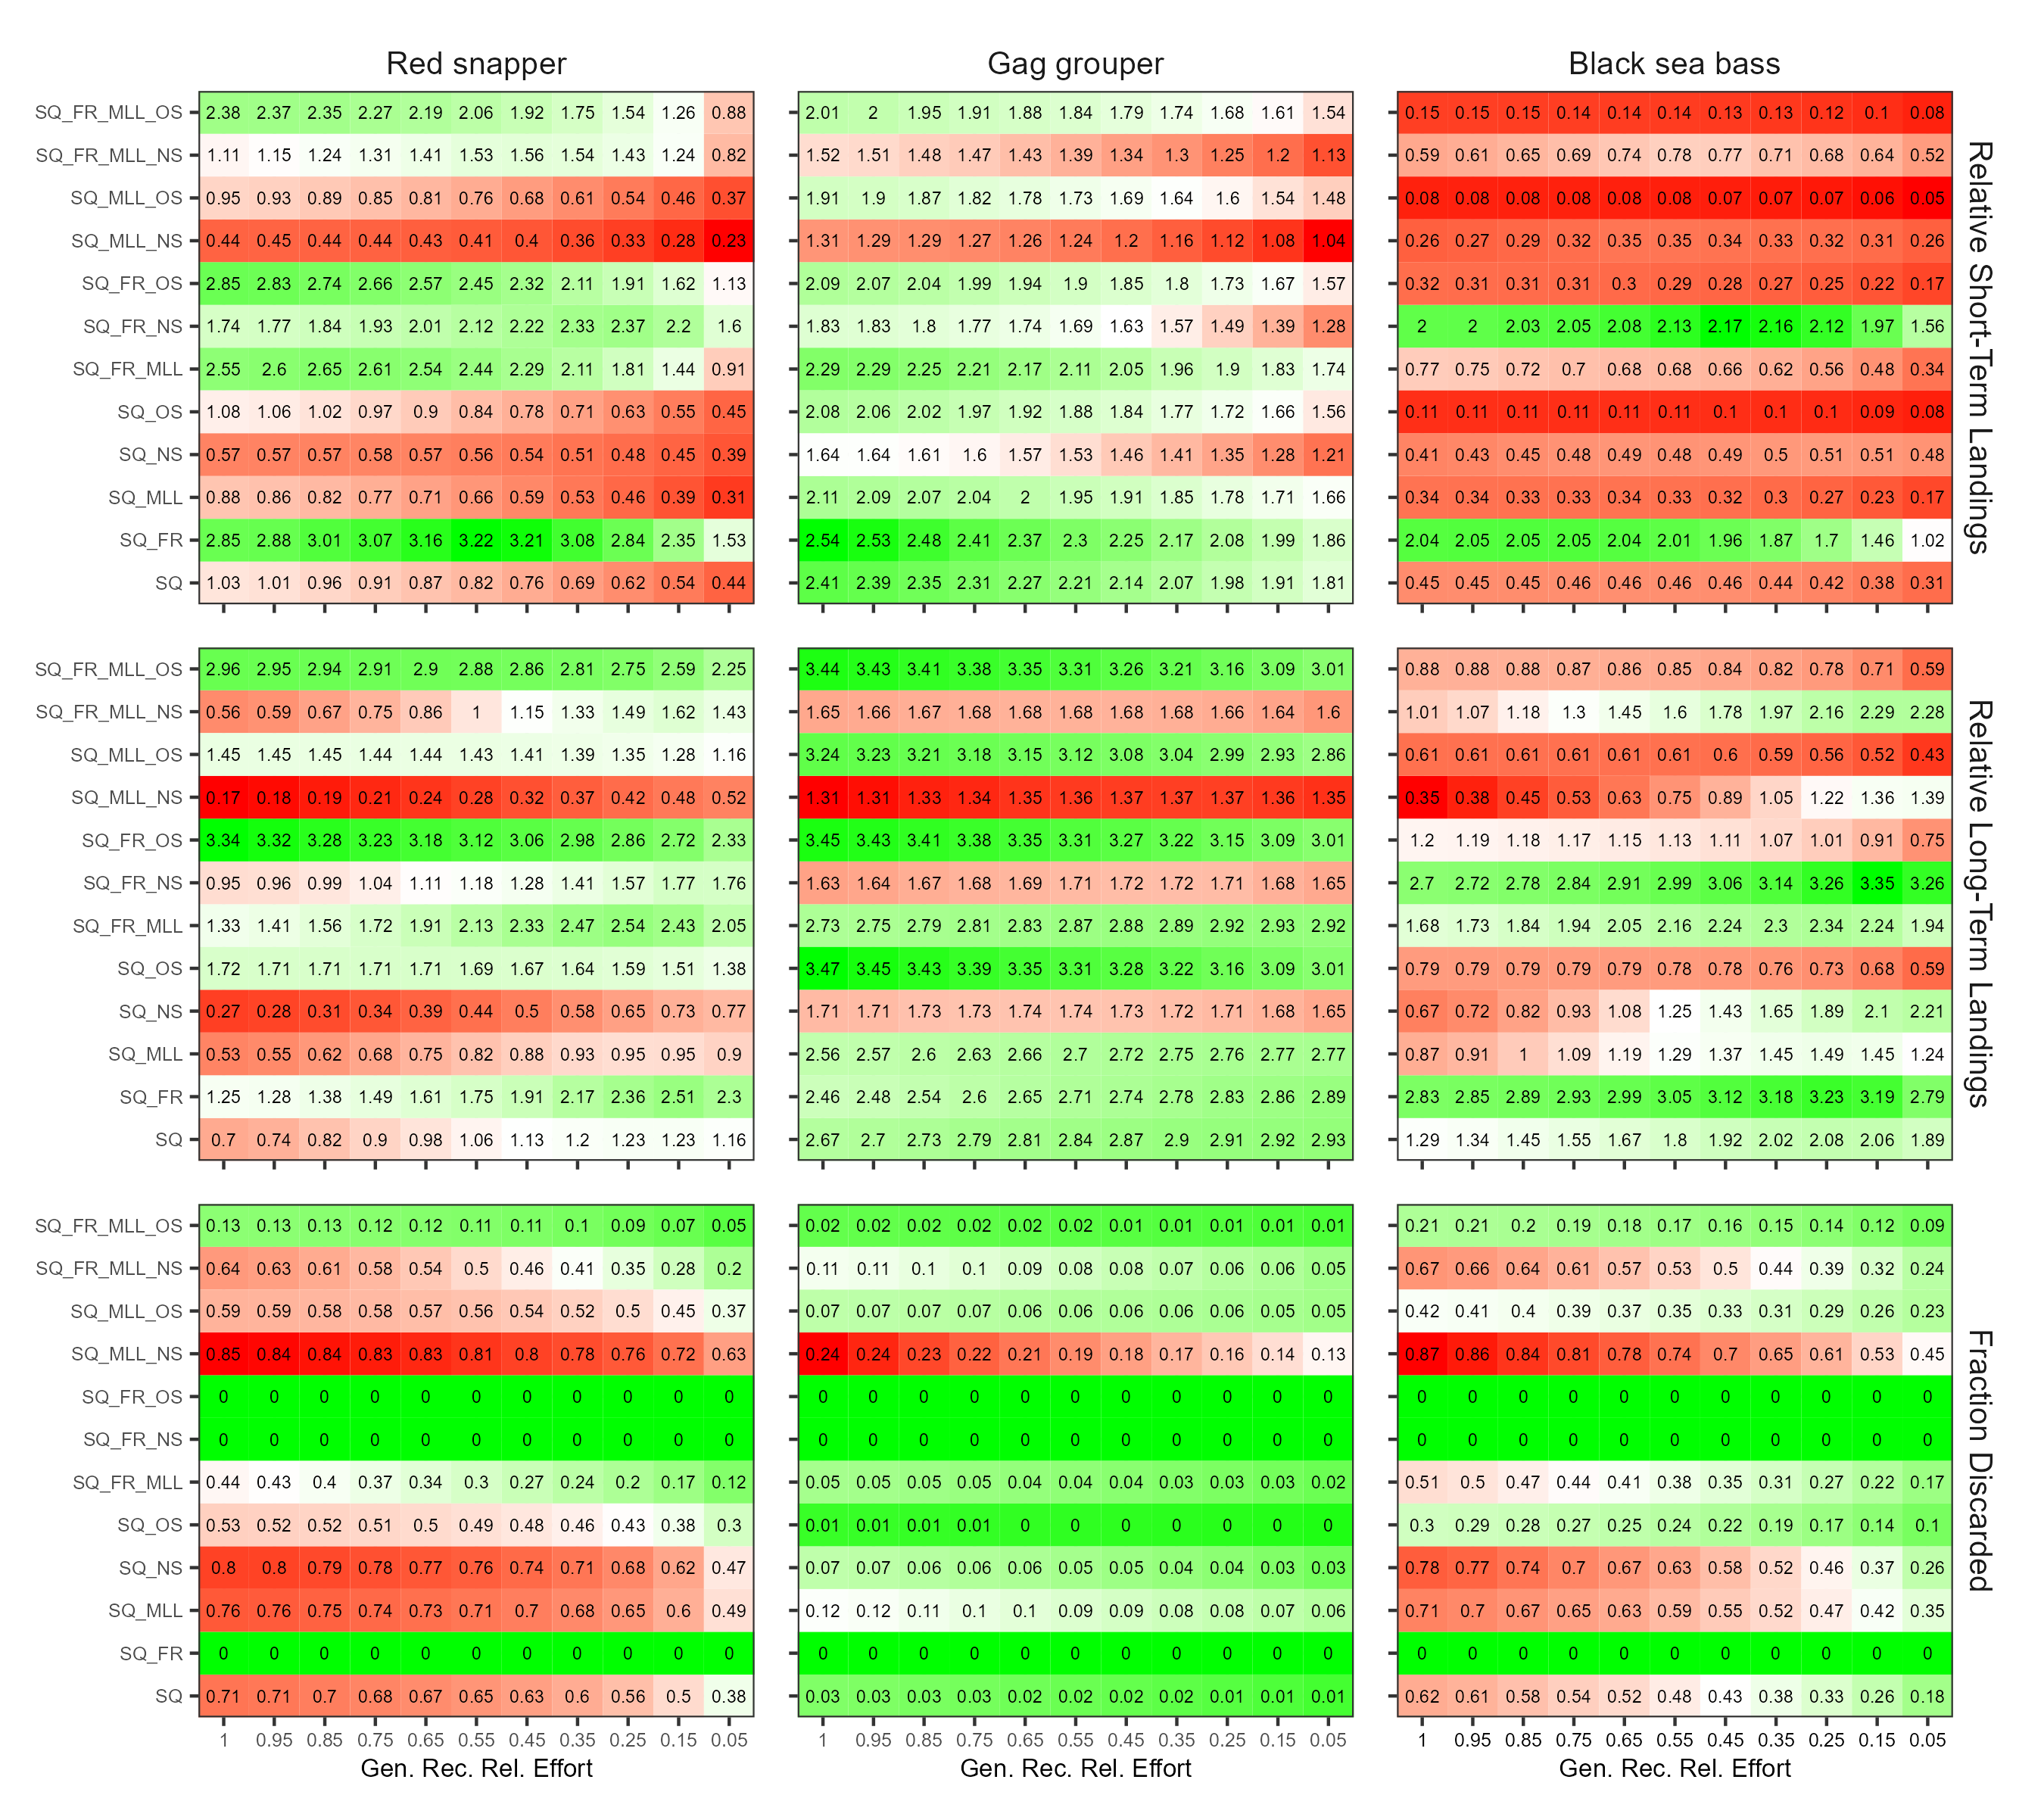 Red snapper Gag grouper Black sea bass
SQ_FR_MLL_OS 2.38 2.37 2.35 2.27 2.19 2.06 1.92 1.75 1.54 1.26 0.88 2.01 2 1.95 1.91 1.88 1.84 1.79 1.74 1.68 1.61 1.54 0.15 0.15 0.15 0.14 0.14 0.14 0.13 0.13 0.12 0.1 0.08
SQ_FR_MLL_NS 1.11 1.15 1.24 1.31 1.41 1.53 1.56 1.54 1.43 1.24 0.82 1.52 1.51 1.48 1.47 1.43 1.39 1.34 1.3 1.25 1.2 1.13 0.59 0.61 0.65 0.69 0.74 0.78 0.77 0.71 0.68 0.64 0.52
SQ_MLL_OS 0.95 0.93 0.89 0.85 0.81 0.76 0.68 0.61 0.54 0.46 0.37 1.91 1.9 1.87 1.82 1.78 1.73 1.69 1.64 1.6 1.54 1.48 0.08 0.08 0.08 0.08 0.08 0.08 0.07 0.07 0.07 0.06 0.05
SQ_MLL_NS 0.44 0.45 0.44 0.44 0.43 0.41 0.4 0.36 0.33 0.28 0.23 1.31 1.29 1.29 1.27 1.26 1.24 1.2 1.16 1.12 1.08 1.04 0.26 0.27 0.29 0.32 0.35 0.35 0.34 0.33 0.32 0.31 0.26
SQ_FR_OS 2.85 2.83 2.74 2.66 2.57 2.45 2.32 2.11 1.91 1.62 1.13 2.09 2.07 2.04 1.99 1.94 1.9 1.85 1.8 1.73 1.67 1.57 0.32 0.31 0.31 0.31 0.3 0.29 0.28 0.27 0.25 0.22 0.17
SQ_FR_NS 1.74 1.77 1.84 1.93 2.01 2.12 2.22 2.33 2.37 2.2 1.6 1.83 1.83 1.8 1.77 1.74 1.69 1.63 1.57 1.49 1.39 1.28 2 2 2.03 2.05 2.08 2.13 2.17 2.16 2.12 1.97 1.56
SQ_FR_MLL 2.55 2.6 2.65 2.61 2.54 2.44 2.29 2.11 1.81 1.44 0.91 2.29 2.29 2.25 2.21 2.17 2.11 2.05 1.96 1.9 1.83 1.74 0.77 0.75 0.72 0.7 0.68 0.68 0.66 0.62 0.56 0.48 0.34
SQ_OS 1.08 1.06 1.02 0.97 0.9 0.84 0.78 0.71 0.63 0.55 0.45 2.08 2.06 2.02 1.97 1.92 1.88 1.84 1.77 1.72 1.66 1.56 0.11 0.11 0.11 0.11 0.11 0.11 0.1 0.1 0.1 0.09 0.08
SQ_NS 0.57 0.57 0.57 0.58 0.57 0.56 0.54 0.51 0.48 0.45 0.39 1.64 1.64 1.61 1.6 1.57 1.53 1.46 1.41 1.35 1.28 1.21 0.41 0.43 0.45 0.48 0.49 0.48 0.49 0.5 0.51 0.51 0.48
SQ_MLL 0.88 0.86 0.82 0.77 0.71 0.66 0.59 0.53 0.46 0.39 0.31 2.11 2.09 2.07 2.04 2 1.95 1.91 1.85 1.78 1.71 1.66 0.34 0.34 0.33 0.33 0.34 0.33 0.32 0.3 0.27 0.23 0.17
SQ_FR 2.85 2.88 3.01 3.07 3.16 3.22 3.21 3.08 2.84 2.35 1.53 2.54 2.53 2.48 2.41 2.37 2.3 2.25 2.17 2.08 1.99 1.86 2.04 2.05 2.05 2.05 2.04 2.01 1.96 1.87 1.7 1.46 1.02
SQ 1.03 1.01 0.96 0.91 0.87 0.82 0.76 0.69 0.62 0.54 0.44 2.41 2.39 2.35 2.31 2.27 2.21 2.14 2.07 1.98 1.91 1.81 0.45 0.45 0.45 0.46 0.46 0.46 0.46 0.44 0.42 0.38 0.31
Relative Short-Term Landings
SQ_FR_MLL_OS 2.96 2.95 2.94 2.91 2.9 2.88 2.86 2.81 2.75 2.59 2.25 3.44 3.43 3.41 3.38 3.35 3.31 3.26 3.21 3.16 3.09 3.01 0.88 0.88 0.88 0.87 0.86 0.85 0.84 0.82 0.78 0.71 0.59
SQ_FR_MLL_NS 0.56 0.59 0.67 0.75 0.86 1 1.15 1.33 1.49 1.62 1.43 1.65 1.66 1.67 1.68 1.68 1.68 1.68 1.68 1.66 1.64 1.6 1.01 1.07 1.18 1.3 1.45 1.6 1.78 1.97 2.16 2.29 2.28
SQ_MLL_OS 1.45 1.45 1.45 1.44 1.44 1.43 1.41 1.39 1.35 1.28 1.16 3.24 3.23 3.21 3.18 3.15 3.12 3.08 3.04 2.99 2.93 2.86 0.61 0.61 0.61 0.61 0.61 0.61 0.6 0.59 0.56 0.52 0.43
SQ_MLL_NS 0.17 0.18 0.19 0.21 0.24 0.28 0.32 0.37 0.42 0.48 0.52 1.31 1.31 1.33 1.34 1.35 1.36 1.37 1.37 1.37 1.36 1.35 0.35 0.38 0.45 0.53 0.63 0.75 0.89 1.05 1.22 1.36 1.39
SQ_FR_OS 3.34 3.32 3.28 3.23 3.18 3.12 3.06 2.98 2.86 2.72 2.33 3.45 3.43 3.41 3.38 3.35 3.31 3.27 3.22 3.15 3.09 3.01 1.2 1.19 1.18 1.17 1.15 1.13 1.11 1.07 1.01 0.91 0.75
SQ_FR_NS 0.95 0.96 0.99 1.04 1.11 1.18 1.28 1.41 1.57 1.77 1.76 1.63 1.64 1.67 1.68 1.69 1.71 1.72 1.72 1.71 1.68 1.65 2.7 2.72 2.78 2.84 2.91 2.99 3.06 3.14 3.26 3.35 3.26
SQ_FR_MLL 1.33 1.41 1.56 1.72 1.91 2.13 2.33 2.47 2.54 2.43 2.05 2.73 2.75 2.79 2.81 2.83 2.87 2.88 2.89 2.92 2.93 2.92 1.68 1.73 1.84 1.94 2.05 2.16 2.24 2.3 2.34 2.24 1.94
SQ_OS 1.72 1.71 1.71 1.71 1.71 1.69 1.67 1.64 1.59 1.51 1.38 3.47 3.45 3.43 3.39 3.35 3.31 3.28 3.22 3.16 3.09 3.01 0.79 0.79 0.79 0.79 0.79 0.78 0.78 0.76 0.73 0.68 0.59
SQ_NS 0.27 0.28 0.31 0.34 0.39 0.44 0.5 0.58 0.65 0.73 0.77 1.71 1.71 1.73 1.73 1.74 1.74 1.73 1.72 1.71 1.68 1.65 0.67 0.72 0.82 0.93 1.08 1.25 1.43 1.65 1.89 2.1 2.21
SQ_MLL 0.53 0.55 0.62 0.68 0.75 0.82 0.88 0.93 0.95 0.95 0.9 2.56 2.57 2.6 2.63 2.66 2.7 2.72 2.75 2.76 2.77 2.77 0.87 0.91 1 1.09 1.19 1.29 1.37 1.45 1.49 1.45 1.24
SQ_FR 1.25 1.28 1.38 1.49 1.61 1.75 1.91 2.17 2.36 2.51 2.3 2.46 2.48 2.54 2.6 2.65 2.71 2.74 2.78 2.83 2.86 2.89 2.83 2.85 2.89 2.93 2.99 3.05 3.12 3.18 3.23 3.19 2.79
SQ 0.7 0.74 0.82 0.9 0.98 1.06 1.13 1.2 1.23 1.23 1.16 2.67 2.7 2.73 2.79 2.81 2.84 2.87 2.9 2.91 2.92 2.93 1.29 1.34 1.45 1.55 1.67 1.8 1.92 2.02 2.08 2.06 1.89
Relative Long-Term Landings
SQ_FR_MLL_OS 0.13 0.13 0.13 0.12 0.12 0.11 0.11 0.1 0.09 0.07 0.05 0.02 0.02 0.02 0.02 0.02 0.02 0.01 0.01 0.01 0.01 0.01 0.21 0.21 0.2 0.19 0.18 0.17 0.16 0.15 0.14 0.12 0.09
SQ_FR_MLL_NS 0.64 0.63 0.61 0.58 0.54 0.5 0.46 0.41 0.35 0.28 0.2 0.11 0.11 0.1 0.1 0.09 0.08 0.08 0.07 0.06 0.06 0.05 0.67 0.66 0.64 0.61 0.57 0.53 0.5 0.44 0.39 0.32 0.24
SQ_MLL_OS 0.59 0.59 0.58 0.58 0.57 0.56 0.54 0.52 0.5 0.45 0.37 0.07 0.07 0.07 0.07 0.06 0.06 0.06 0.06 0.06 0.05 0.05 0.42 0.41 0.4 0.39 0.37 0.35 0.33 0.31 0.29 0.26 0.23
SQ_MLL_NS 0.85 0.84 0.84 0.83 0.83 0.81 0.8 0.78 0.76 0.72 0.63 0.24 0.24 0.23 0.22 0.21 0.19 0.18 0.17 0.16 0.14 0.13 0.87 0.86 0.84 0.81 0.78 0.74 0.7 0.65 0.61 0.53 0.45
SQ_FR_OS 0 0 0 0 0 0 0 0 0 0 0 0 0 0 0 0 0 0 0 0 0 0 0 0 0 0 0 0 0 0 0 0 0
SQ_FR_NS 0 0 0 0 0 0 0 0 0 0 0 0 0 0 0 0 0 0 0 0 0 0 0 0 0 0 0 0 0 0 0 0 0
SQ_FR_MLL 0.44 0.43 0.4 0.37 0.34 0.3 0.27 0.24 0.2 0.17 0.12 0.05 0.05 0.05 0.05 0.04 0.04 0.04 0.03 0.03 0.03 0.02 0.51 0.5 0.47 0.44 0.41 0.38 0.35 0.31 0.27 0.22 0.17
SQ_OS 0.53 0.52 0.52 0.51 0.5 0.49 0.48 0.46 0.43 0.38 0.3 0.01 0.01 0.01 0.01 0 0 0 0 0 0 0 0.3 0.29 0.28 0.27 0.25 0.24 0.22 0.19 0.17 0.14 0.1
SQ_NS 0.8 0.8 0.79 0.78 0.77 0.76 0.74 0.71 0.68 0.62 0.47 0.07 0.07 0.06 0.06 0.06 0.05 0.05 0.04 0.04 0.03 0.03 0.78 0.77 0.74 0.7 0.67 0.63 0.58 0.52 0.46 0.37 0.26
SQ_MLL 0.76 0.76 0.75 0.74 0.73 0.71 0.7 0.68 0.65 0.6 0.49 0.12 0.12 0.11 0.1 0.1 0.09 0.09 0.08 0.08 0.07 0.06 0.71 0.7 0.67 0.65 0.63 0.59 0.55 0.52 0.47 0.42 0.35
SQ_FR 0 0 0 0 0 0 0 0 0 0 0 0 0 0 0 0 0 0 0 0 0 0 0 0 0 0 0 0 0 0 0 0 0
SQ 0.71 0.71 0.7 0.68 0.67 0.65 0.63 0.6 0.56 0.5 0.38 0.03 0.03 0.03 0.03 0.02 0.02 0.02 0.02 0.01 0.01 0.01 0.62 0.61 0.58 0.54 0.52 0.48 0.43 0.38 0.33 0.26 0.18
Fraction Discarded
1 0.95 0.85 0.75 0.65 0.55 0.45 0.35 0.25 0.15 0.05 1 0.95 0.85 0.75 0.65 0.55 0.45 0.35 0.25 0.15 0.05 1 0.95 0.85 0.75 0.65 0.55 0.45 0.35 0.25 0.15 0.05
Gen. Rec. Rel. Effort Gen. Rec. Rel. Effort Gen. Rec. Rel. Effort